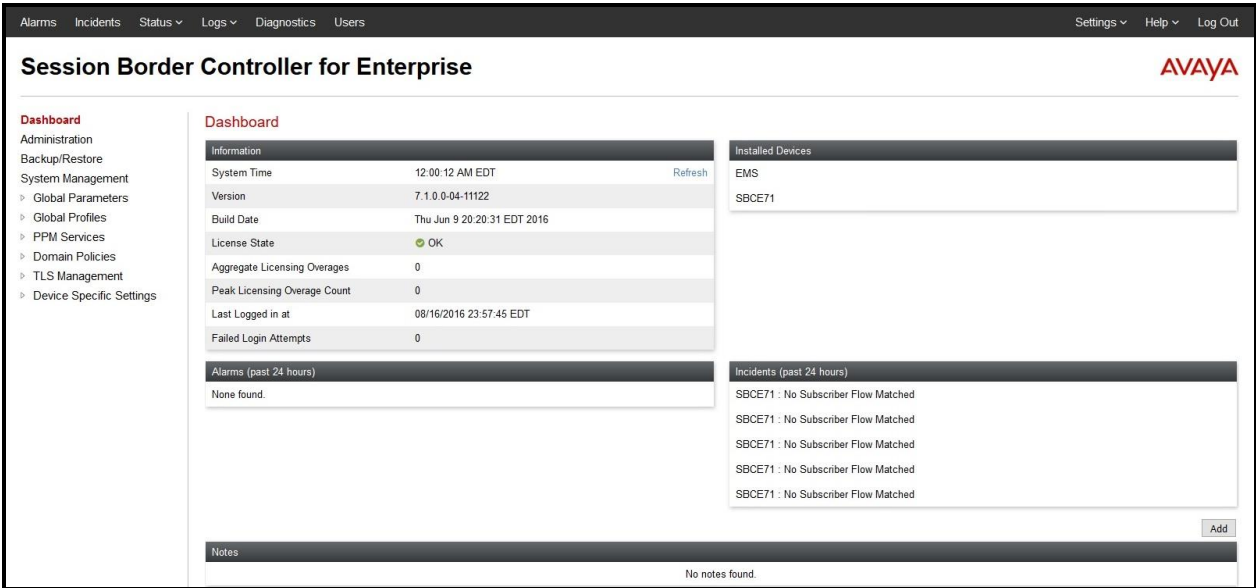 Alarms Incidents Status Logs Diagnostics Users Settings Help Log Out
Session Border Controller for Enterprise
AVAYA
Dashboard
Administration
Backup/Restore
System Management
Global Parameters
Global Profiles
PPM Services
Domain Policies
TLS Management
Device Specific Settings
Dashboard
Information
System Time 12:00:12 AM EDT Refresh
Version 7.1.0.0-04-11122
Build Date Thu Jun 9 20:20:31 EDT 2016
License State OK
Aggregate Licensing Overages 0
Peak Licensing Overage Count 0
Last Logged in at 08/16/2016 23:57:45 EDT
Failed Login Attempts 0
Installed Devices
EMS
SBCE71
Alarms (past 24 hours)
None found.
Incidents (past 24 hours)
SBCE71 : No Subscriber Flow Matched
SBCE71 : No Subscriber Flow Matched
SBCE71 : No Subscriber Flow Matched
SBCE71 : No Subscriber Flow Matched
SBCE71 : No Subscriber Flow Matched
Add
Notes
No notes found.